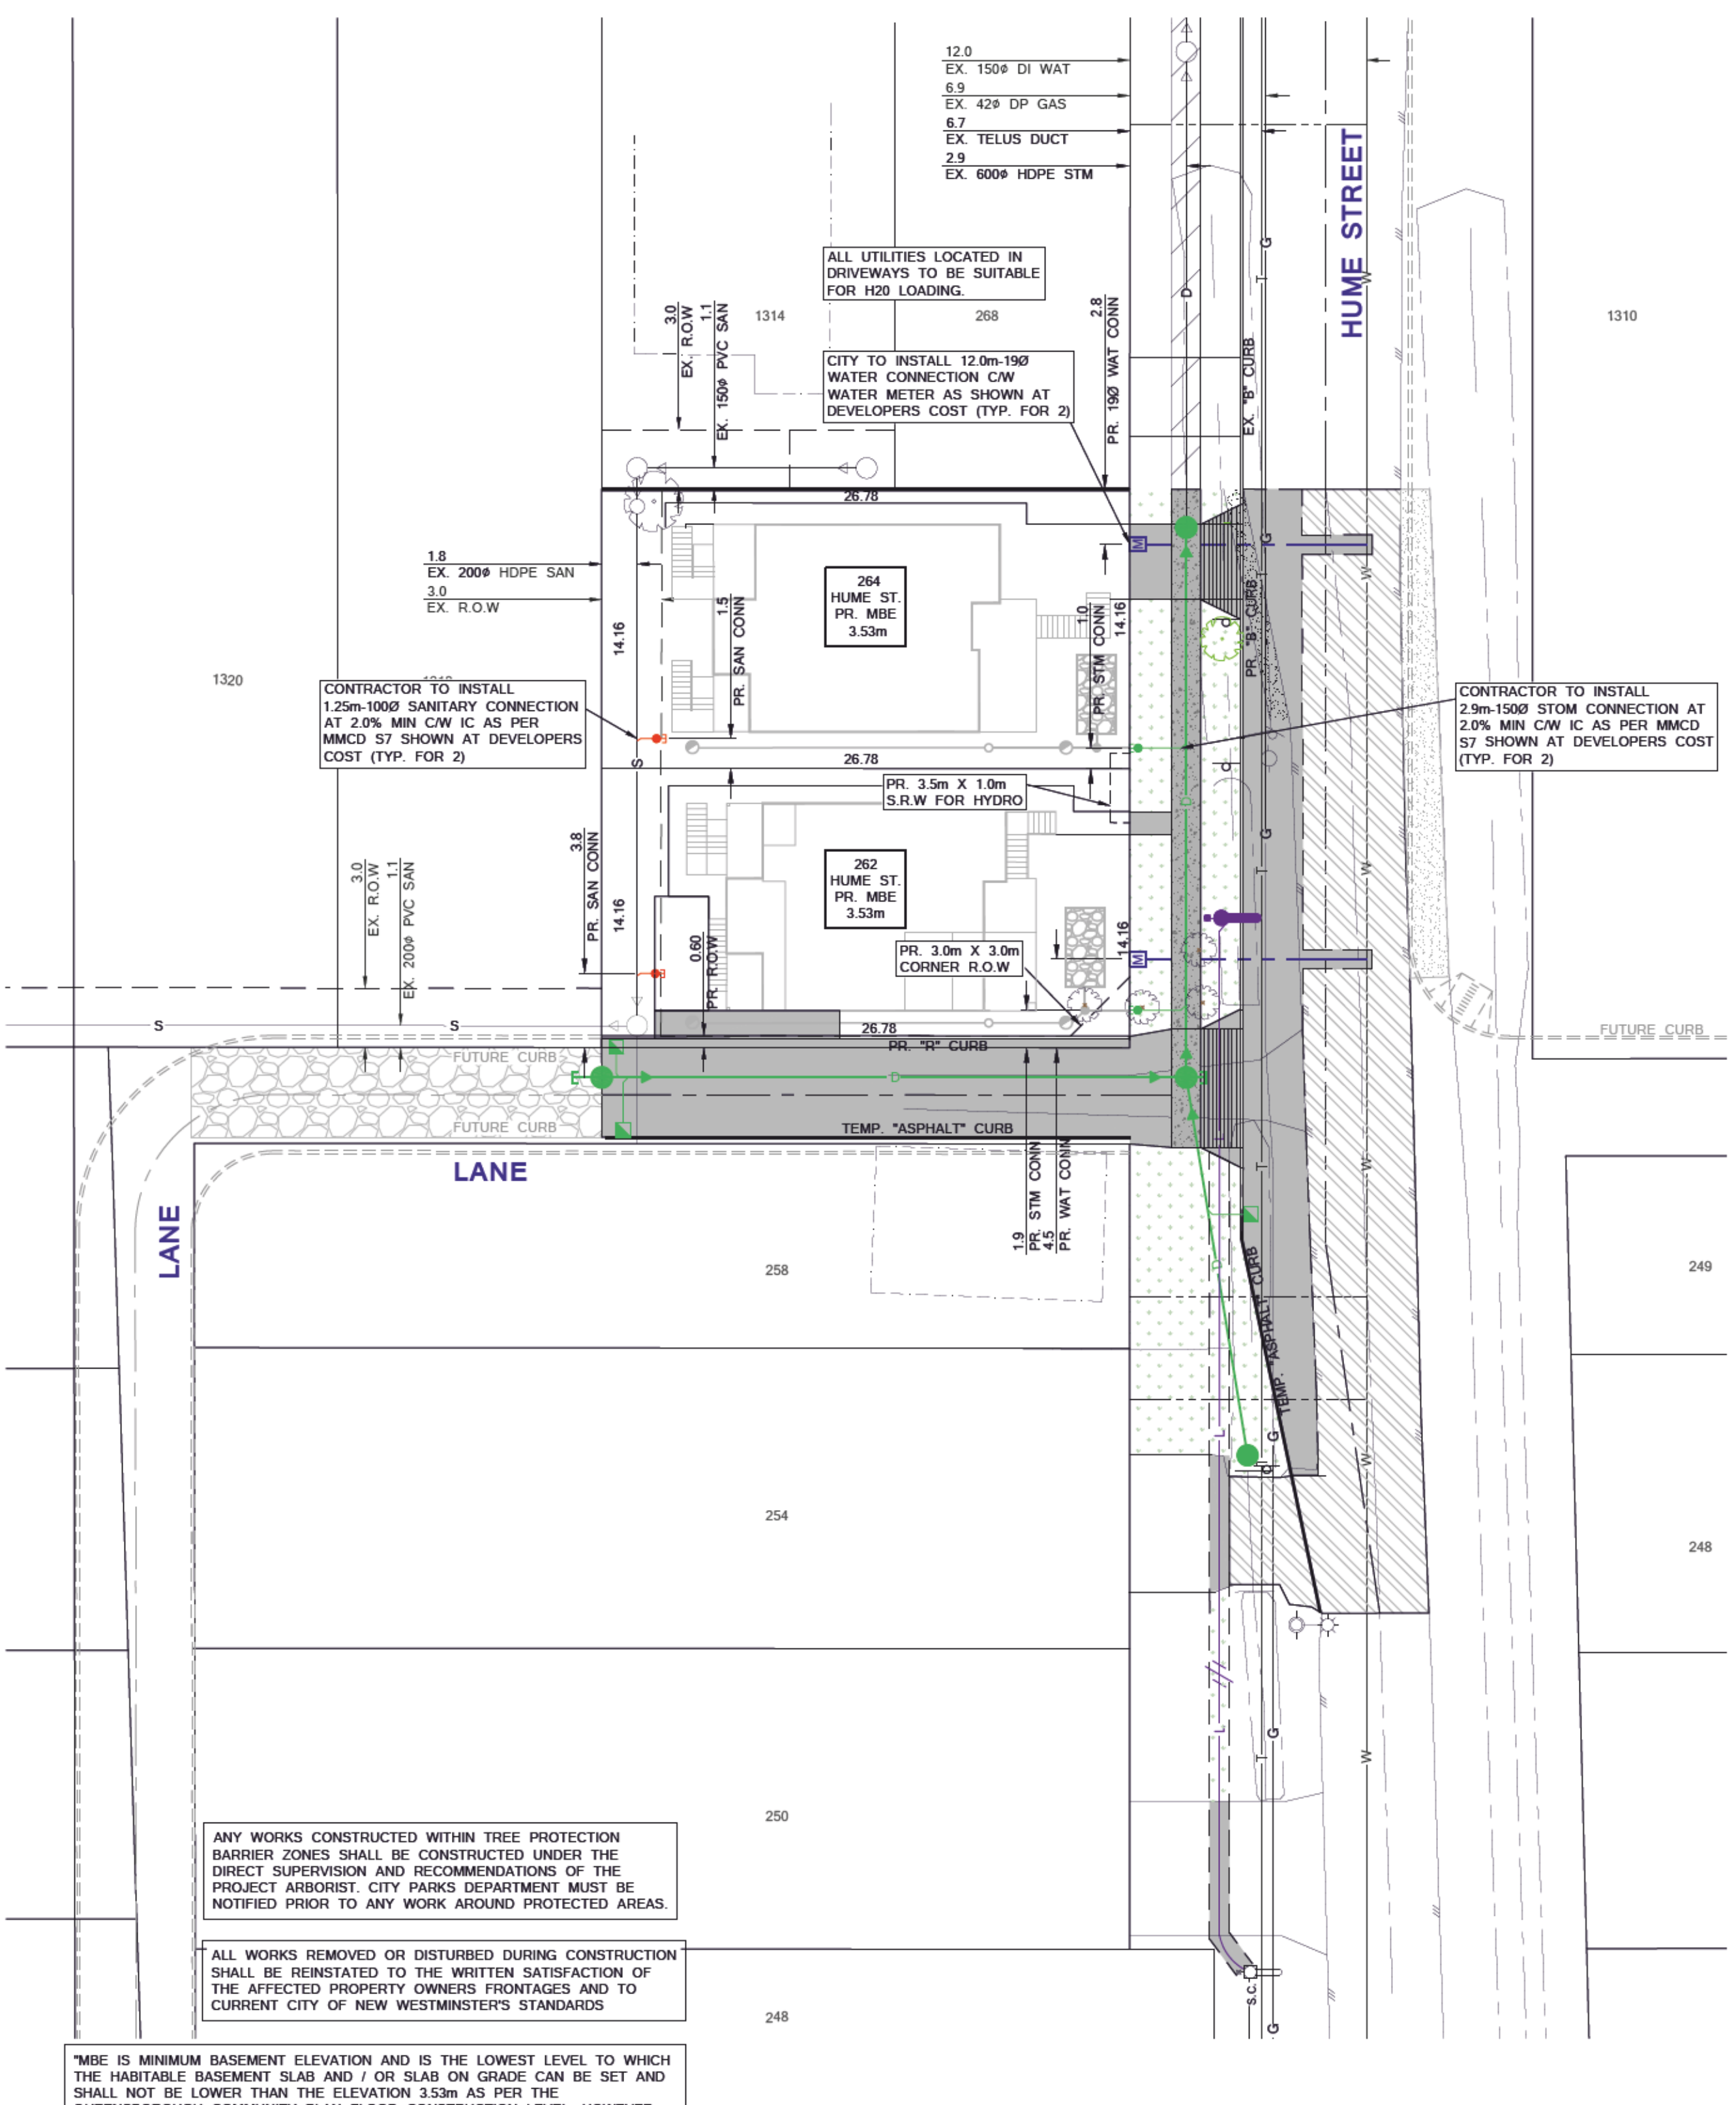 12.0
EX. 150ø DI WAT
6.9
EX. 42ø DP GAS
6.7
EX. TELUS DUCT
2.9
EX. 600ø HDPE STM
HUME STREET
ALL UTILITIES LOCATED IN
DRIVEWAYS TO BE SUITABLE
FOR H20 LOADING.
3.0
EX. R.O.W
1.1
EX. 150ø PVC SAN
1314
268
2.8
PR. 19Ø WAT CONN
EX. "B" CURB
1310
CITY TO INSTALL 12.0m-19Ø
WATER CONNECTION C/W
WATER METER AS SHOWN AT
DEVELOPERS COST (TYP. FOR 2)
D
T
G
W
26.78
1.8
EX. 200ø HDPE SAN
3.0
EX. R.O.W
14.16
1.5
PR. SAN CONN
264
HUME ST.
PR. MBE
3.53m
1.0
PR. STM CONN
14.16
M
T
G
W
PR. "B" CURB
1320
CONTRACTOR TO INSTALL
1.25m-100Ø SANITARY CONNECTION
AT 2.0% MIN C/W IC AS PER
MMCD S7 SHOWN AT DEVELOPERS
COST (TYP. FOR 2)
CONTRACTOR TO INSTALL
2.9m-150Ø STOM CONNECTION AT
2.0% MIN C/W IC AS PER MMCD
S7 SHOWN AT DEVELOPERS COST
(TYP. FOR 2)
S
26.78
PR. 3.5m X 1.0m
S.R.W FOR HYDRO
D
3.8
PR. SAN CONN
14.16
3.0
EX. R.O.W
1.1
EX. 200ø PVC SAN
262
HUME ST.
PR. MBE
3.53m
T
G
W
0.60
PR. R.O.W
PR. 3.0m X 3.0m
CORNER R.O.W
14.16
M
S
S
26.78
PR. "R" CURB
FUTURE CURB
FUTURE CURB
D
FUTURE CURB
TEMP. "ASPHALT" CURB
LANE
LANE
1.9
PR. STM CONN
4.5
PR. WAT CONN
T
W
D
TEMP. "ASPHALT" CURB
258
249
L
G
W
254
248
L
T
G
W
250
ANY WORKS CONSTRUCTED WITHIN TREE PROTECTION
BARRIER ZONES SHALL BE CONSTRUCTED UNDER THE
DIRECT SUPERVISION AND RECOMMENDATIONS OF THE
PROJECT ARBORIST. CITY PARKS DEPARTMENT MUST BE
NOTIFIED PRIOR TO ANY WORK AROUND PROTECTED AREAS.
ALL WORKS REMOVED OR DISTURBED DURING CONSTRUCTION
SHALL BE REINSTATED TO THE WRITTEN SATISFACTION OF
THE AFFECTED PROPERTY OWNERS FRONTAGES AND TO
CURRENT CITY OF NEW WESTMINSTER'S STANDARDS
S.C.
G
248
"MBE IS MINIMUM BASEMENT ELEVATION AND IS THE LOWEST LEVEL TO WHICH
THE HABITABLE BASEMENT SLAB AND / OR SLAB ON GRADE CAN BE SET AND
SHALL NOT BE LOWER THAN THE ELEVATION 3.53m AS PER THE